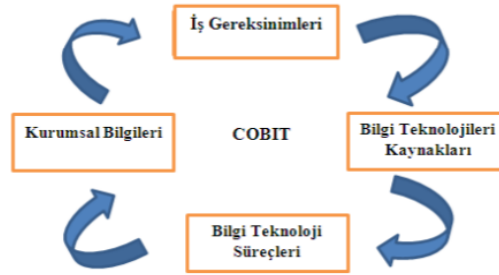 İş Gereksinimleri
Kurumsal Bilgileri
COBIT
Bilgi Teknolojileri
Kaynakları
Bilgi Teknoloji
Süreçleri